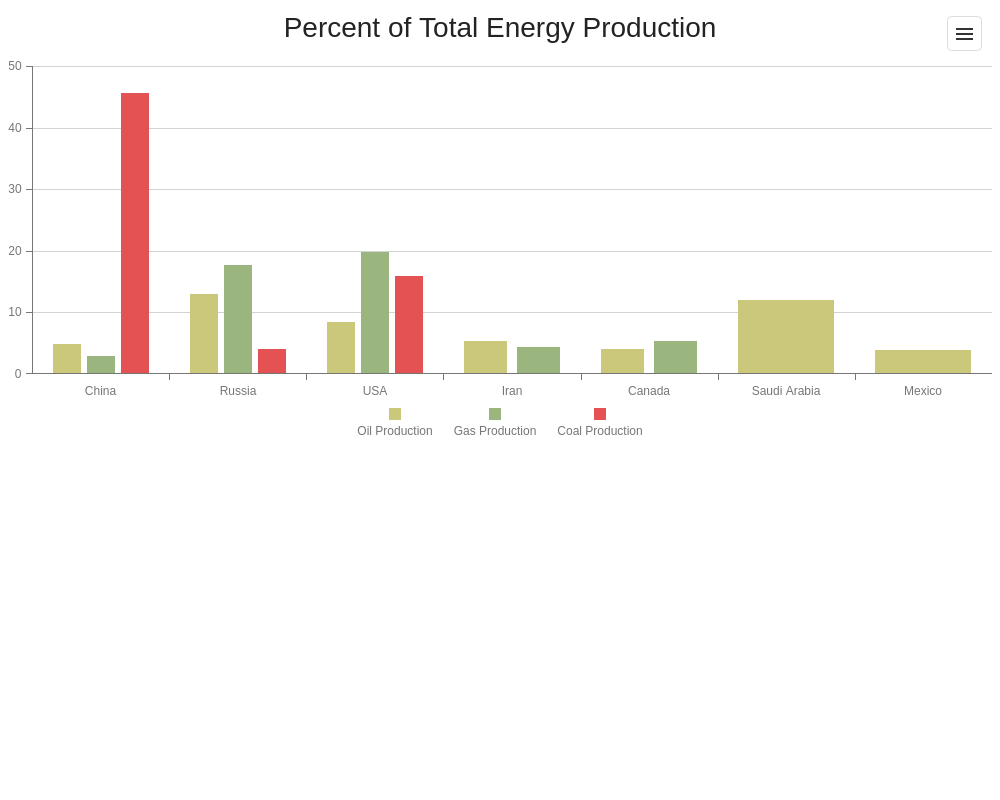 Percent of Total Energy Production
50
40
30
20
10
0
China Russia USA Iran Canada Saudi Arabia Mexico
Oil Production Gas Production Coal Production